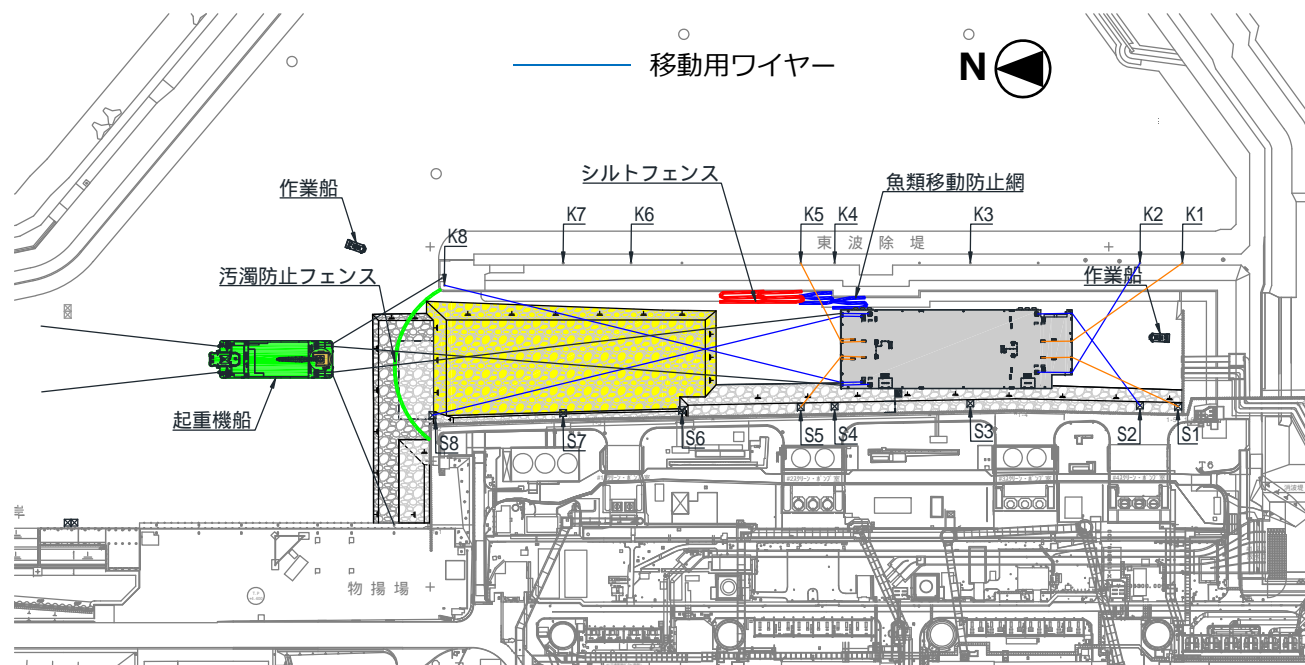 移動用ワイヤー
N
作業船
シルトフェンス
魚類移動防止網
K8
K7
K6
K5
K4
K3
K2
K1
東波除堤
汚濁防止フェンス
作業船
起重機船
S8
S7
S6
S5
S4
S3
S2
S1
岸
物揚場